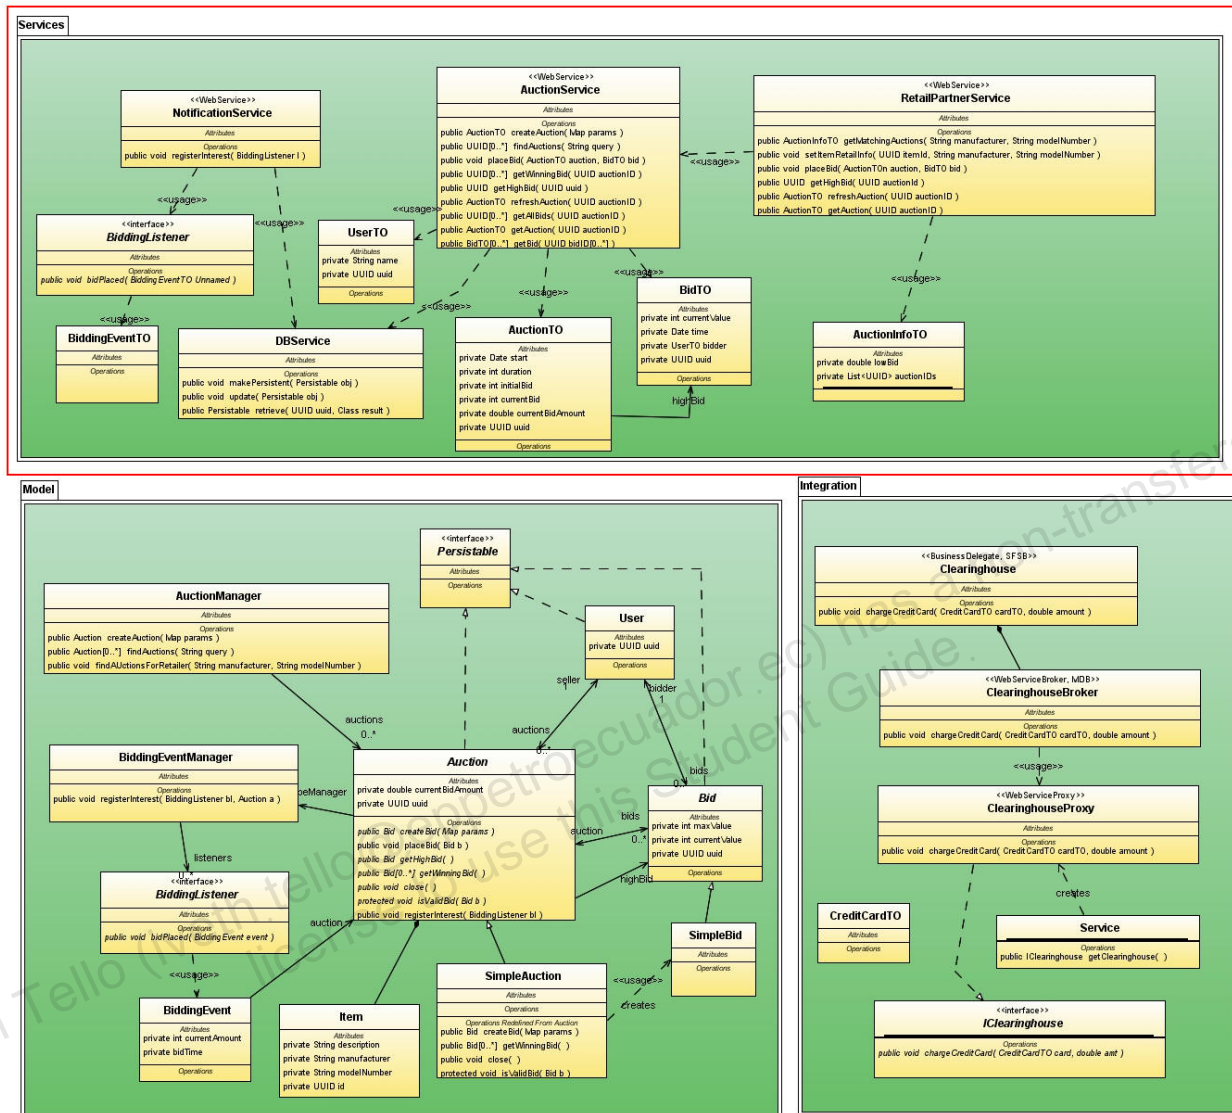 Services
<<WebService>>
NotificationService
Attributes
Operations
public void registerInterest( BiddingListener l )
<<WebService>>
AuctionService
Attributes
Operations
public AuctionTO createAuction( Map params )
public UUID[0..*] findAuctions( String query )
public void placeBid( AuctionTO auction, BidTO bid )
public UUID[0..*] getWinningBid( UUID auctionID )
public UUID getHighBid( UUID uuid )
public AuctionTO refreshAuction( UUID auctionID )
public UUID[0..*] getAllBids( UUID auctionID )
public AuctionTO getAuction( UUID auctionID )
public BidTO[0..*] getBid( UUID bidID[0..*] )
<<WebService>>
RetailPartnerService
Attributes
Operations
public AuctionInfoTO getMatchingAuctions( String manufacturer, String modelNumber )
public void setItemRetailInfo( UUID itemId, String manufacturer, String modelNumber )
public void placeBid( AuctionTOn auction, BidTO bid )
public UUID getHighBid( UUID auctionId )
public AuctionTO refreshAuction( UUID auctionID )
public AuctionTO getAuction( UUID auctionID )
<<usage>>
<<usage>>
<<usage>>
<<usage>>
<<usage>>
<<usage>>
<<usage>>
<<usage>>
<<usage>>
<<interface>>
BiddingListener
Attributes
Operations
public void bidPlaced( BiddingEventTO Unnamed )
UserTO
Attributes
private String name
private UUID uuid
Operations
BidTO
Attributes
private int currentValue
private Date time
private UserTO bidder
private UUID uuid
Operations
BiddingEventTO
Attributes
Operations
DBService
Attributes
Operations
public void makePersistent( Persistable obj )
public void update( Persistable obj )
public Persistable retrieve( UUID uuid, Class result )
AuctionTO
Attributes
private Date start
private int duration
private int initialBid
private int currentBid
private double currentBidAmount
private UUID uuid
Operations
highBid
AuctionInfoTO
Attributes
private double lowBid
private List<UUID> auctionIDs
Model
<<interface>>
Persistable
Attributes
Operations
AuctionManager
Attributes
Operations
public Auction createAuction( Map params )
public Auction[0..*] findAuctions( String query )
public void findAUctionsForRetailer( String manufacturer, String modelNumber )
User
Attributes
private UUID uuid
Operations
seller
1
bidder
1
auctions
0..*
auctions
0..*
bids
0..*
BiddingEventManager
Attributes
Operations
public void registerInterest( BiddingListener bl, Auction a )
beManager
Auction
Attributes
private double currentBidAmount
private UUID uuid
Operations
public Bid createBid( Map params )
public void placeBid( Bid b )
public Bid getHighBid( )
public Bid[0..*] getWinningBid( )
public void close( )
protected void isValidBid( Bid b )
public void registerInterest( BiddingListener bl )
auction
bids
0..*
highBid
Bid
Attributes
private int maxValue
private int currentValue
private UUID uuid
Operations
listeners
0..*
<<interface>>
BiddingListener
Attributes
Operations
public void bidPlaced( BiddingEvent event )
auction
<<usage>>
BiddingEvent
Attributes
private int currentAmount
private bidTime
Operations
Item
Attributes
private String description
private String manufacturer
private String modelNumber
private UUID id
SimpleAuction
Attributes
Operations
Operations Redefined From Auction
public Bid createBid( Map params )
public Bid[0..*] getWinningBid( )
public void close( )
protected void isValidBid( Bid b )
<<usage>>
creates
SimpleBid
Attributes
Operations
Integration
<<BusinessDelegate, SFSB>>
Clearinghouse
Attributes
Operations
public void chargeCreditCard( CreditCardTO cardTO, double amount )
<<WebServiceBroker, MDB>>
ClearinghouseBroker
Attributes
Operations
public void chargeCreditCard( CreditCardTO cardTO, double amount )
<<usage>>
<<WebServiceProxy>>
ClearinghouseProxy
Attributes
Operations
public void chargeCreditCard( CreditCardTO cardTO, double amount )
creates
CreditCardTO
Attributes
Operations
Service
Operations
public IClearinghouse getClearinghouse( )
<<interface>>
IClearinghouse
Operations
public void chargeCreditCard( CreditCardTO card, double amt )
Tello
tello@eppetroecuador.ec) has a non-transfer
license to use this Student Guide.